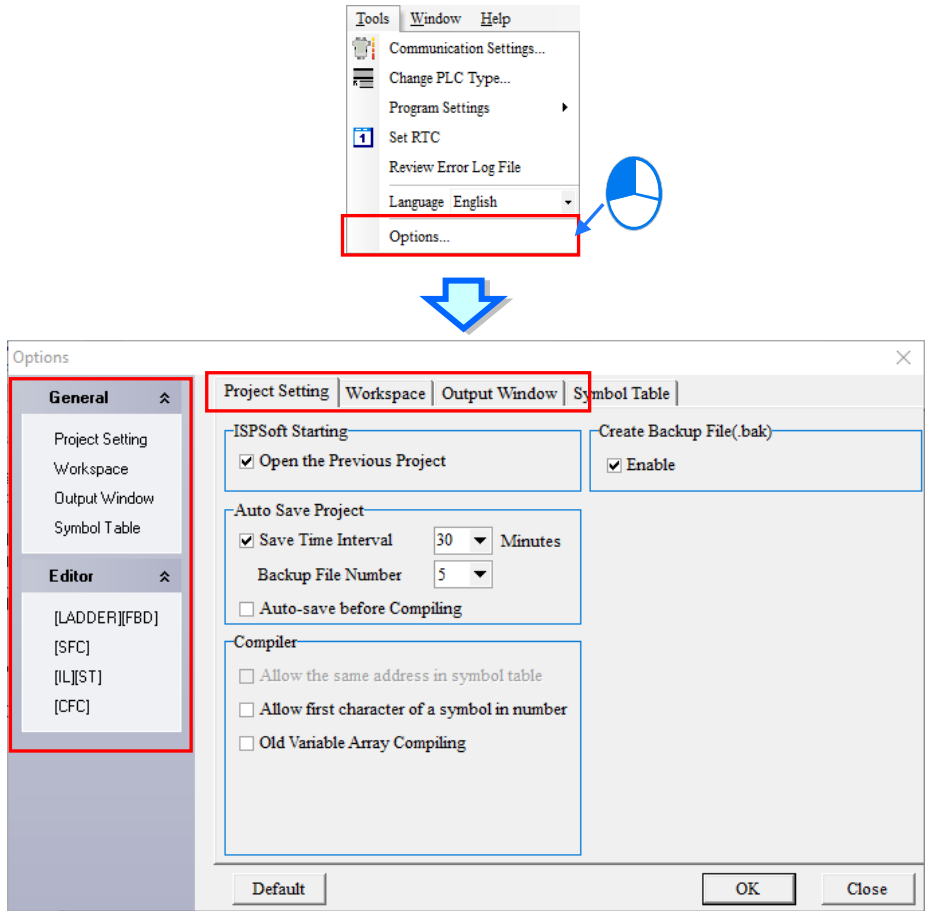 Tools Window Help
Communication Settings...
Change PLC Type...
Program Settings
1 Set RTC
Review Error Log File
Language English
Options...
Options
General
Project Setting
Workspace
Output Window
Symbol Table
Editor
[LADDER][FBD]
[SFC]
[IL][ST]
[CFC]
Project Setting Workspace Output Window Symbol Table
ISPSoft Starting
Open the Previous Project
Create Backup File(.bak)
Enable
Auto Save Project
Save Time Interval 30 Minutes
Backup File Number 5
Auto-save before Compiling
Compiler
Allow the same address in symbol table
Allow first character of a symbol in number
Old Variable Array Compiling
Default OK Close